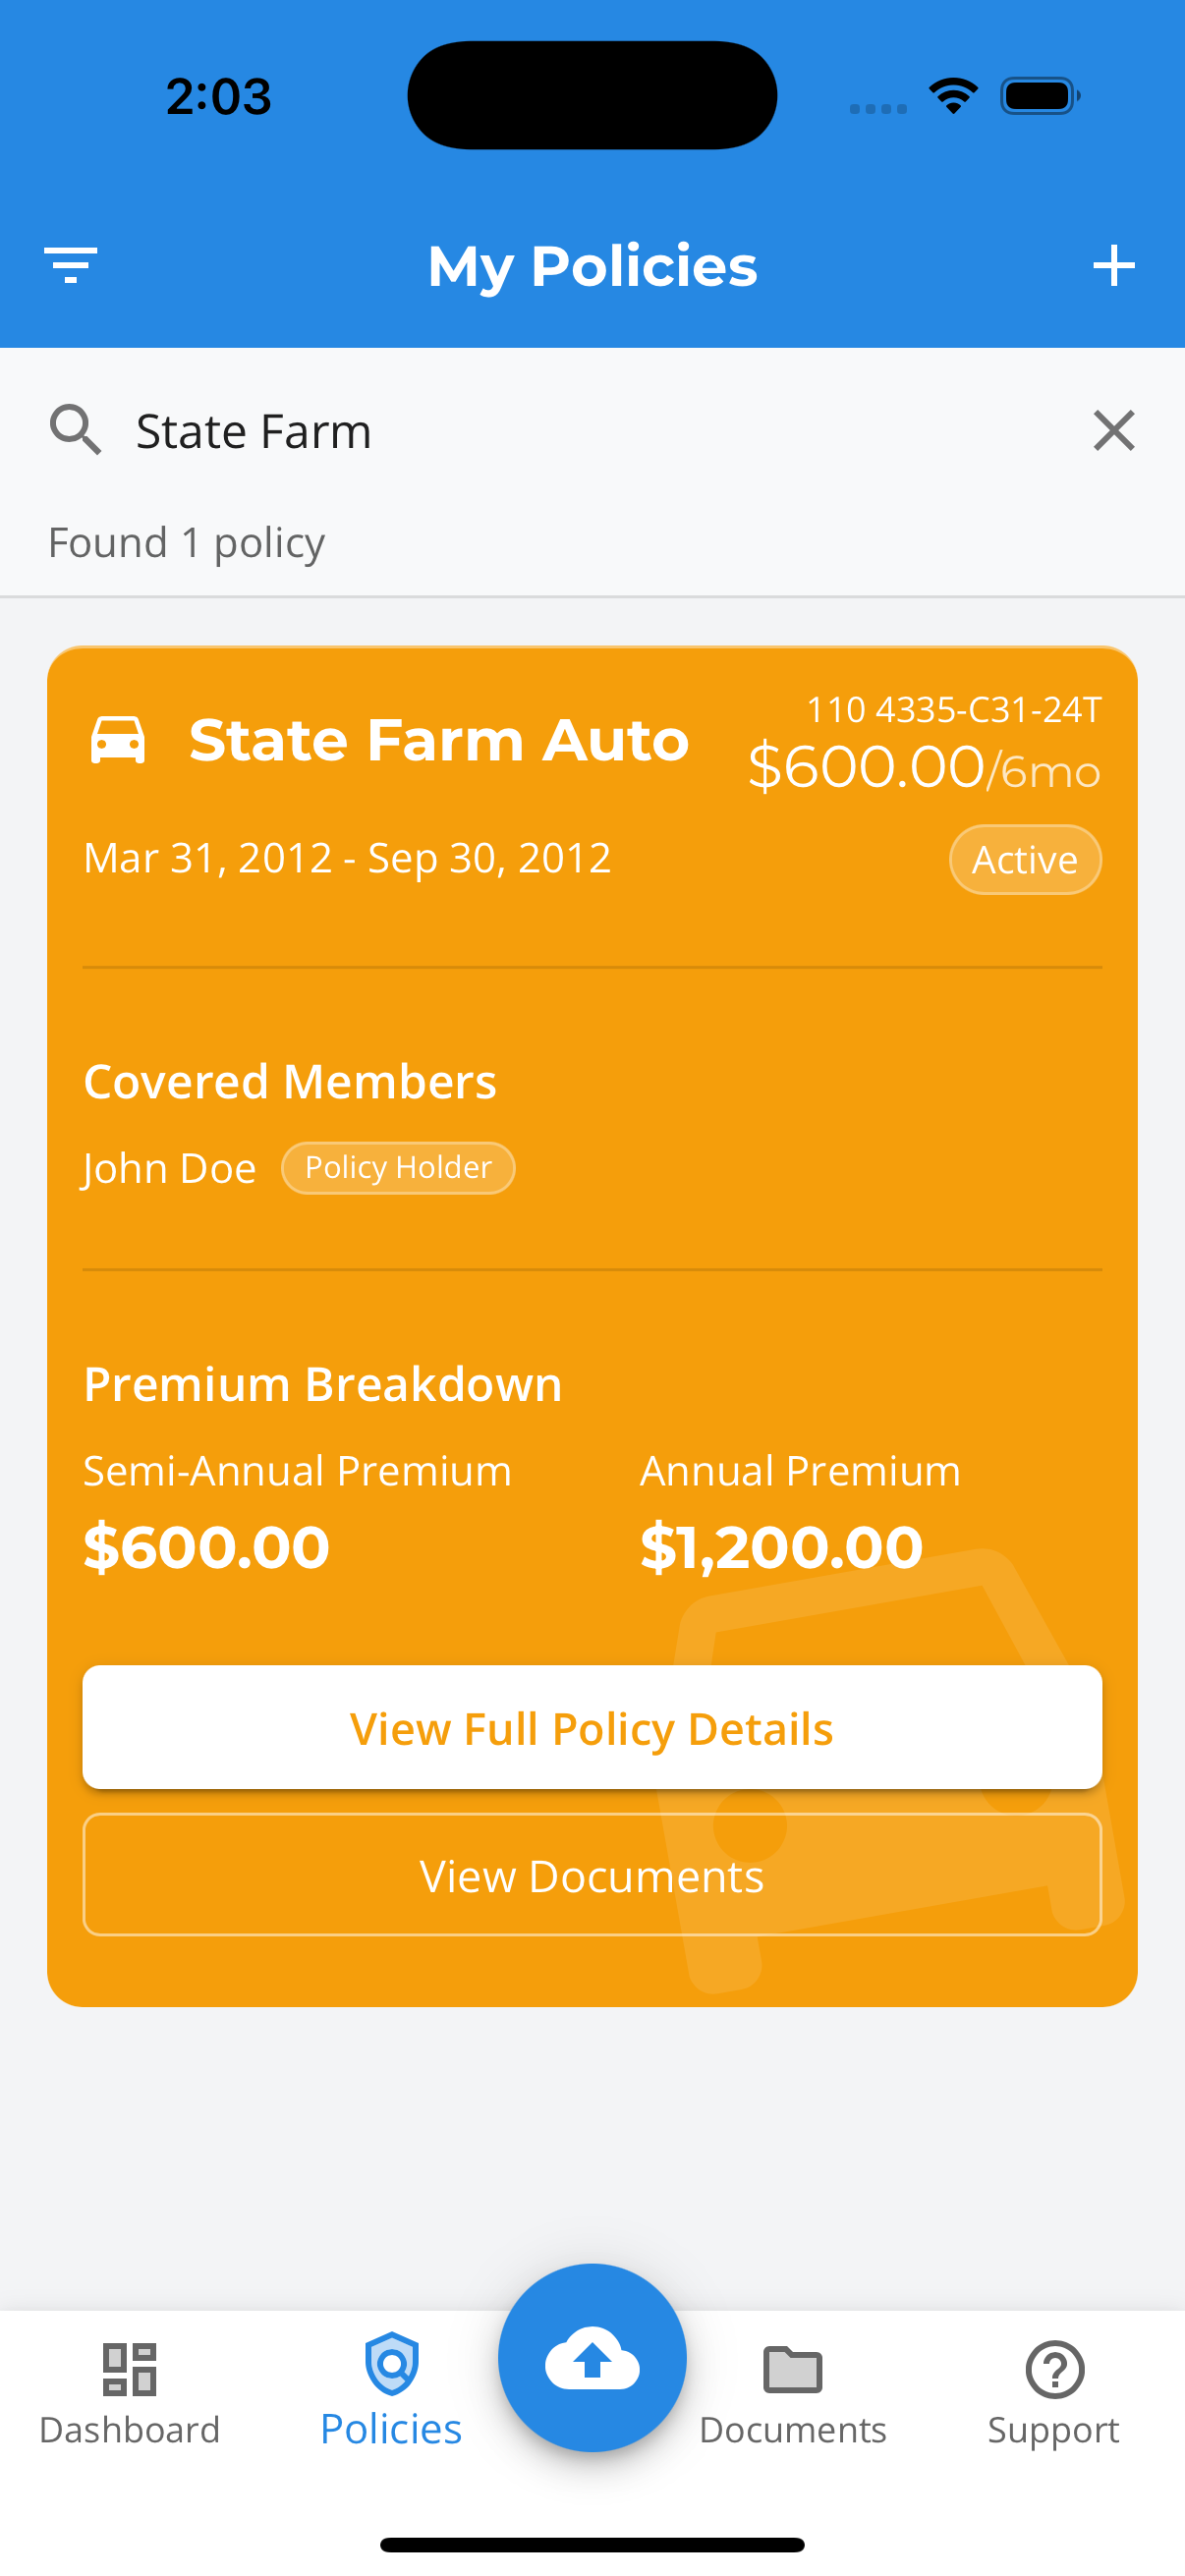 2:03
My Policies
State Farm
Found 1 policy
State Farm Auto
110 4335-C31-24T
$600.00/6mo
Mar 31, 2012 - Sep 30, 2012
Active
Covered Members
John Doe Policy Holder
Premium Breakdown
Semi-Annual Premium Annual Premium
$600.00 $1,200.00
View Full Policy Details
View Documents
Dashboard Policies Documents Support